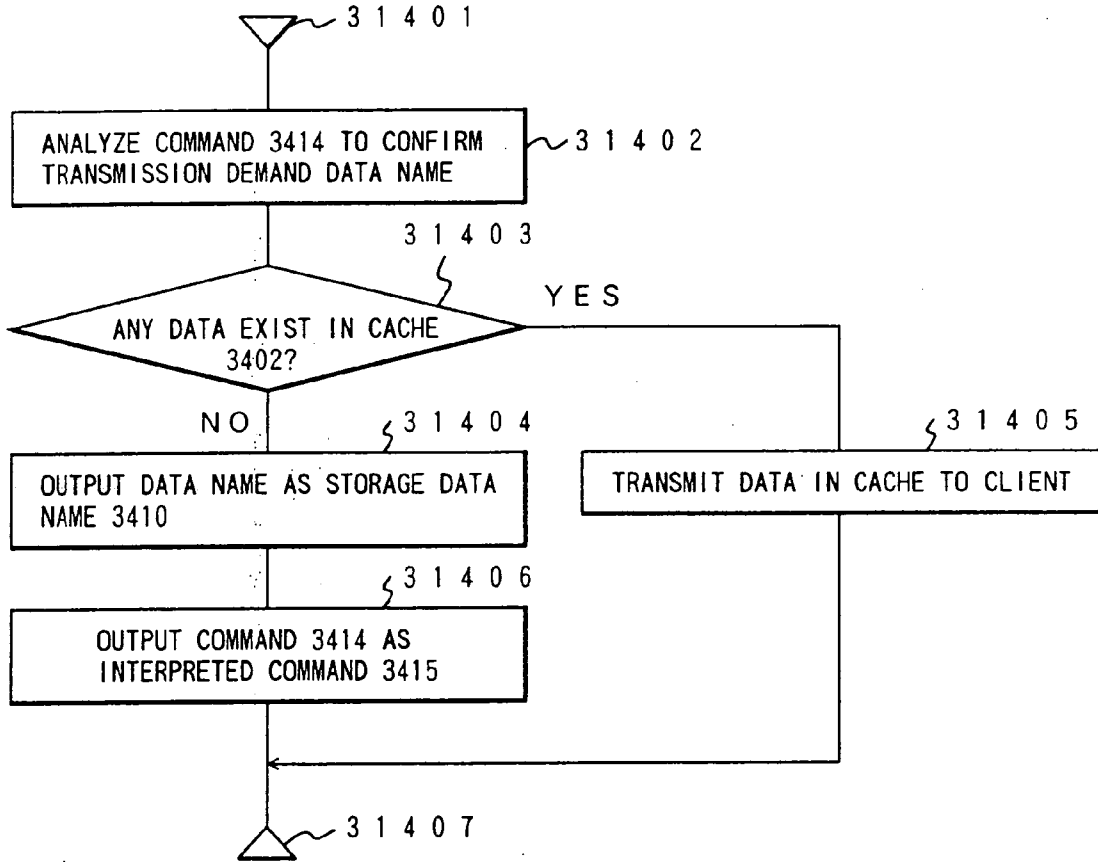 31401
ANALYZE COMMAND 3414 TO CONFIRM
TRANSMISSION DEMAND DATA NAME
31402
31403
ANY DATA EXIST IN CACHE
3402?
YES
NO
31404
OUTPUT DATA NAME AS STORAGE DATA
NAME 3410
31405
TRANSMIT DATA IN CACHE TO CLIENT
31406
OUTPUT COMMAND 3414 AS
INTERPRETED COMMAND 3415
31407